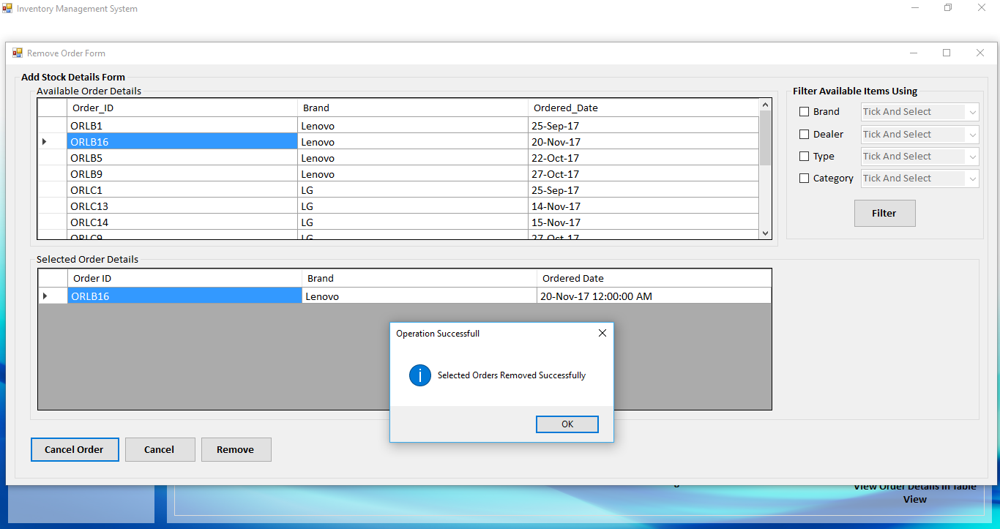 Inventory Management System
Remove Order Form
Add Stock Details Form
Available Order Details
Order_ID Brand Ordered_Date
ORLB1 Lenovo 25-Sep-17
ORLB16 Lenovo 20-Nov-17
ORLB5 Lenovo 22-Oct-17
ORLB9 Lenovo 27-Oct-17
ORLC1 LG 25-Sep-17
ORLC13 LG 14-Nov-17
ORLC14 LG 15-Nov-17
ORLC9 LG 27-Oct-17
Filter Available Items Using
Brand Tick And Select
Dealer Tick And Select
Type Tick And Select
Category Tick And Select
Filter
Selected Order Details
Order ID Brand Ordered Date
ORLB16 Lenovo 20-Nov-17 12:00:00 AM
Operation Successfull
Selected Orders Removed Successfully
OK
Cancel Order Cancel Remove
View Order Details In Table
View